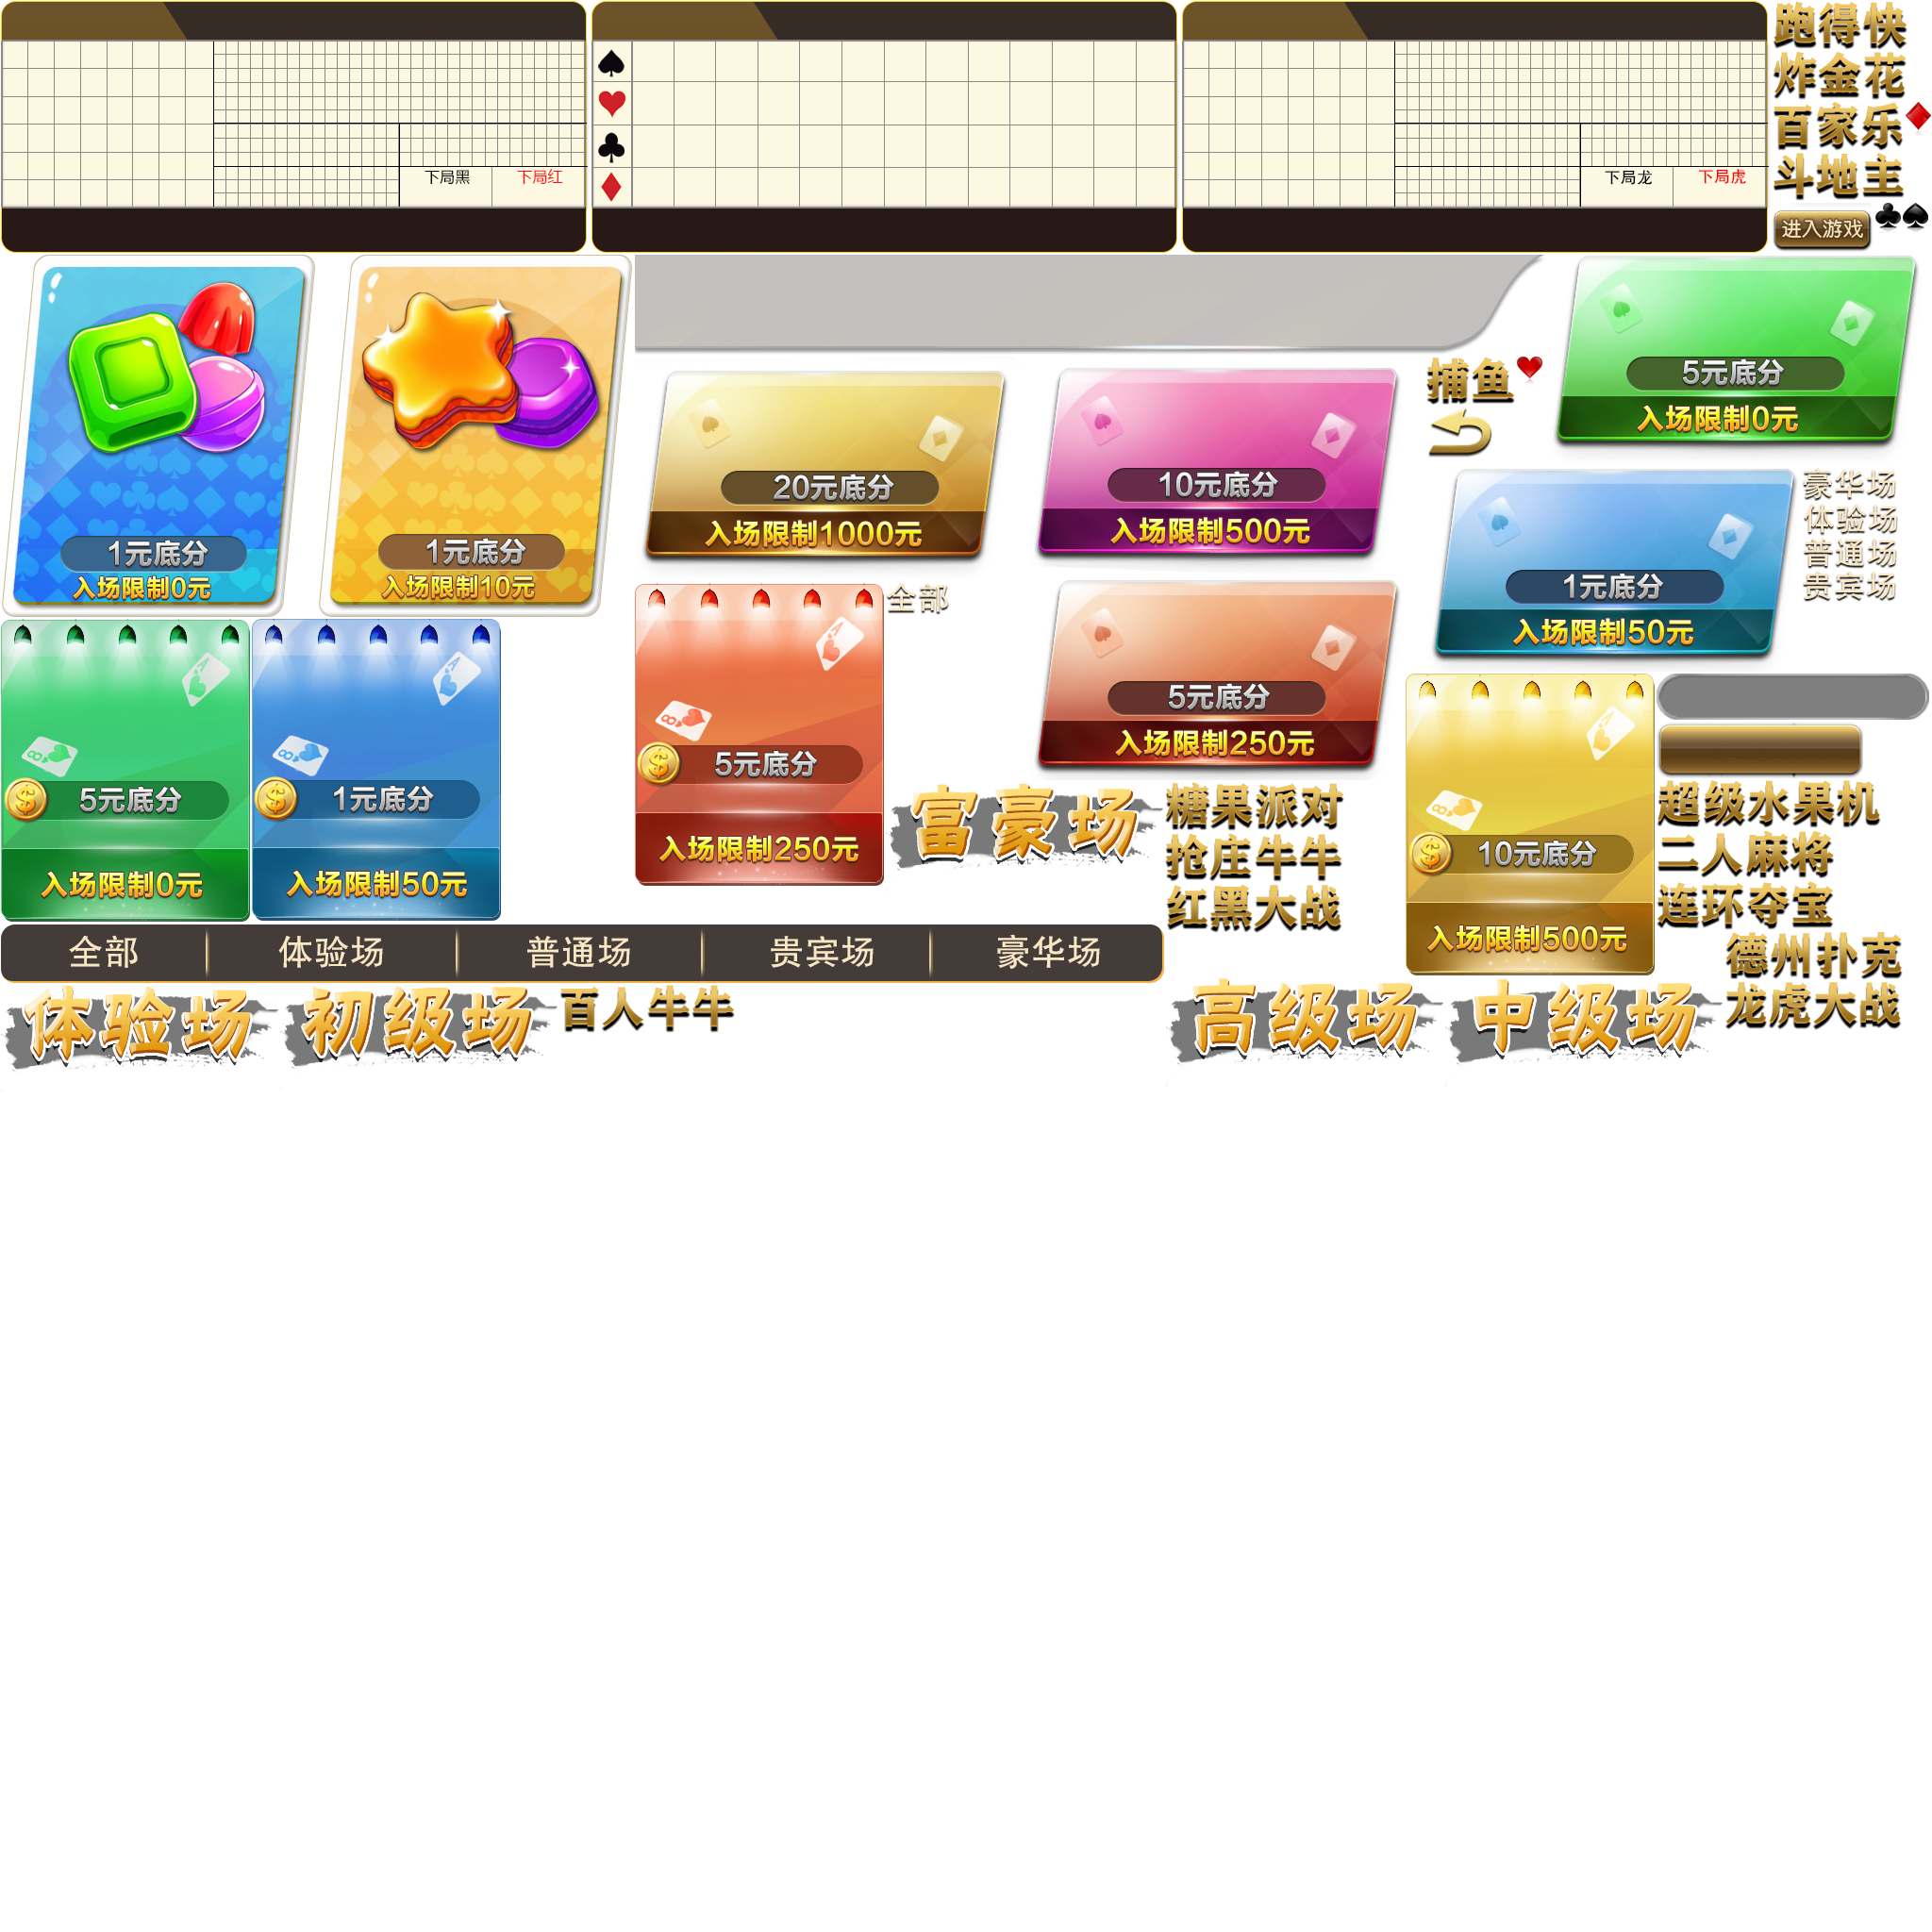 跑得快
炸金花
百家乐
斗地主
下局黑
下局红
下局龙
下局虎
进入游戏
捕鱼
5元底分
入场限制0元
20元底分
入场限制1000元
10元底分
入场限制500元
1元底分
入场限制0元
1元底分
入场限制10元
1元底分
入场限制50元
豪华场
体验场
普通场
贵宾场
全部
5元底分
入场限制250元
5元底分
入场限制0元
1元底分
入场限制50元
5元底分
入场限制250元
10元底分
入场限制500元
富豪场
糖果派对
抢庄牛牛
红黑大战
超级水果机
二人麻将
连环夺宝
德州扑克
龙虎大战
全部
体验场
普通场
贵宾场
豪华场
体验场
初级场
百人牛牛
高级场
中级场